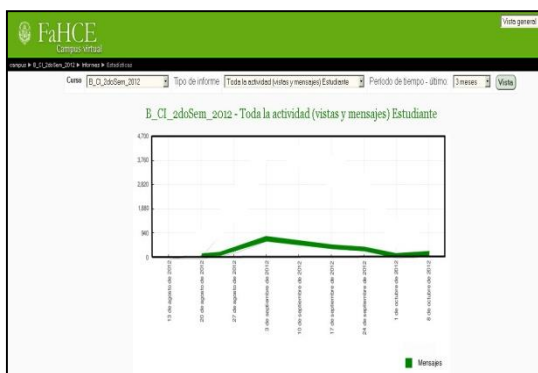 Vista general
FaHCE
Campus virtual
campus ▶ B_CI_2doSem_2012 ▶ Informes ▶ Estadísticas
Curso B_CI_2doSem_2012 Tipo de informe Toda la actividad (vistas y mensajes) Estudiante Período de tiempo - último: 3 meses Vista
B_CI_2doSem_2012 - Toda la actividad (vistas y mensajes) Estudiante
4,700
3,760
2,820
1,880
940
0
13 de agosto de 2012
20 de agosto de 2012
27 de agosto de 2012
3 de septiembre de 2012
10 de septiembre de 2012
17 de septiembre de 2012
24 de septiembre de 2012
1 de octubre de 2012
8 de octubre de 2012
Mensajes